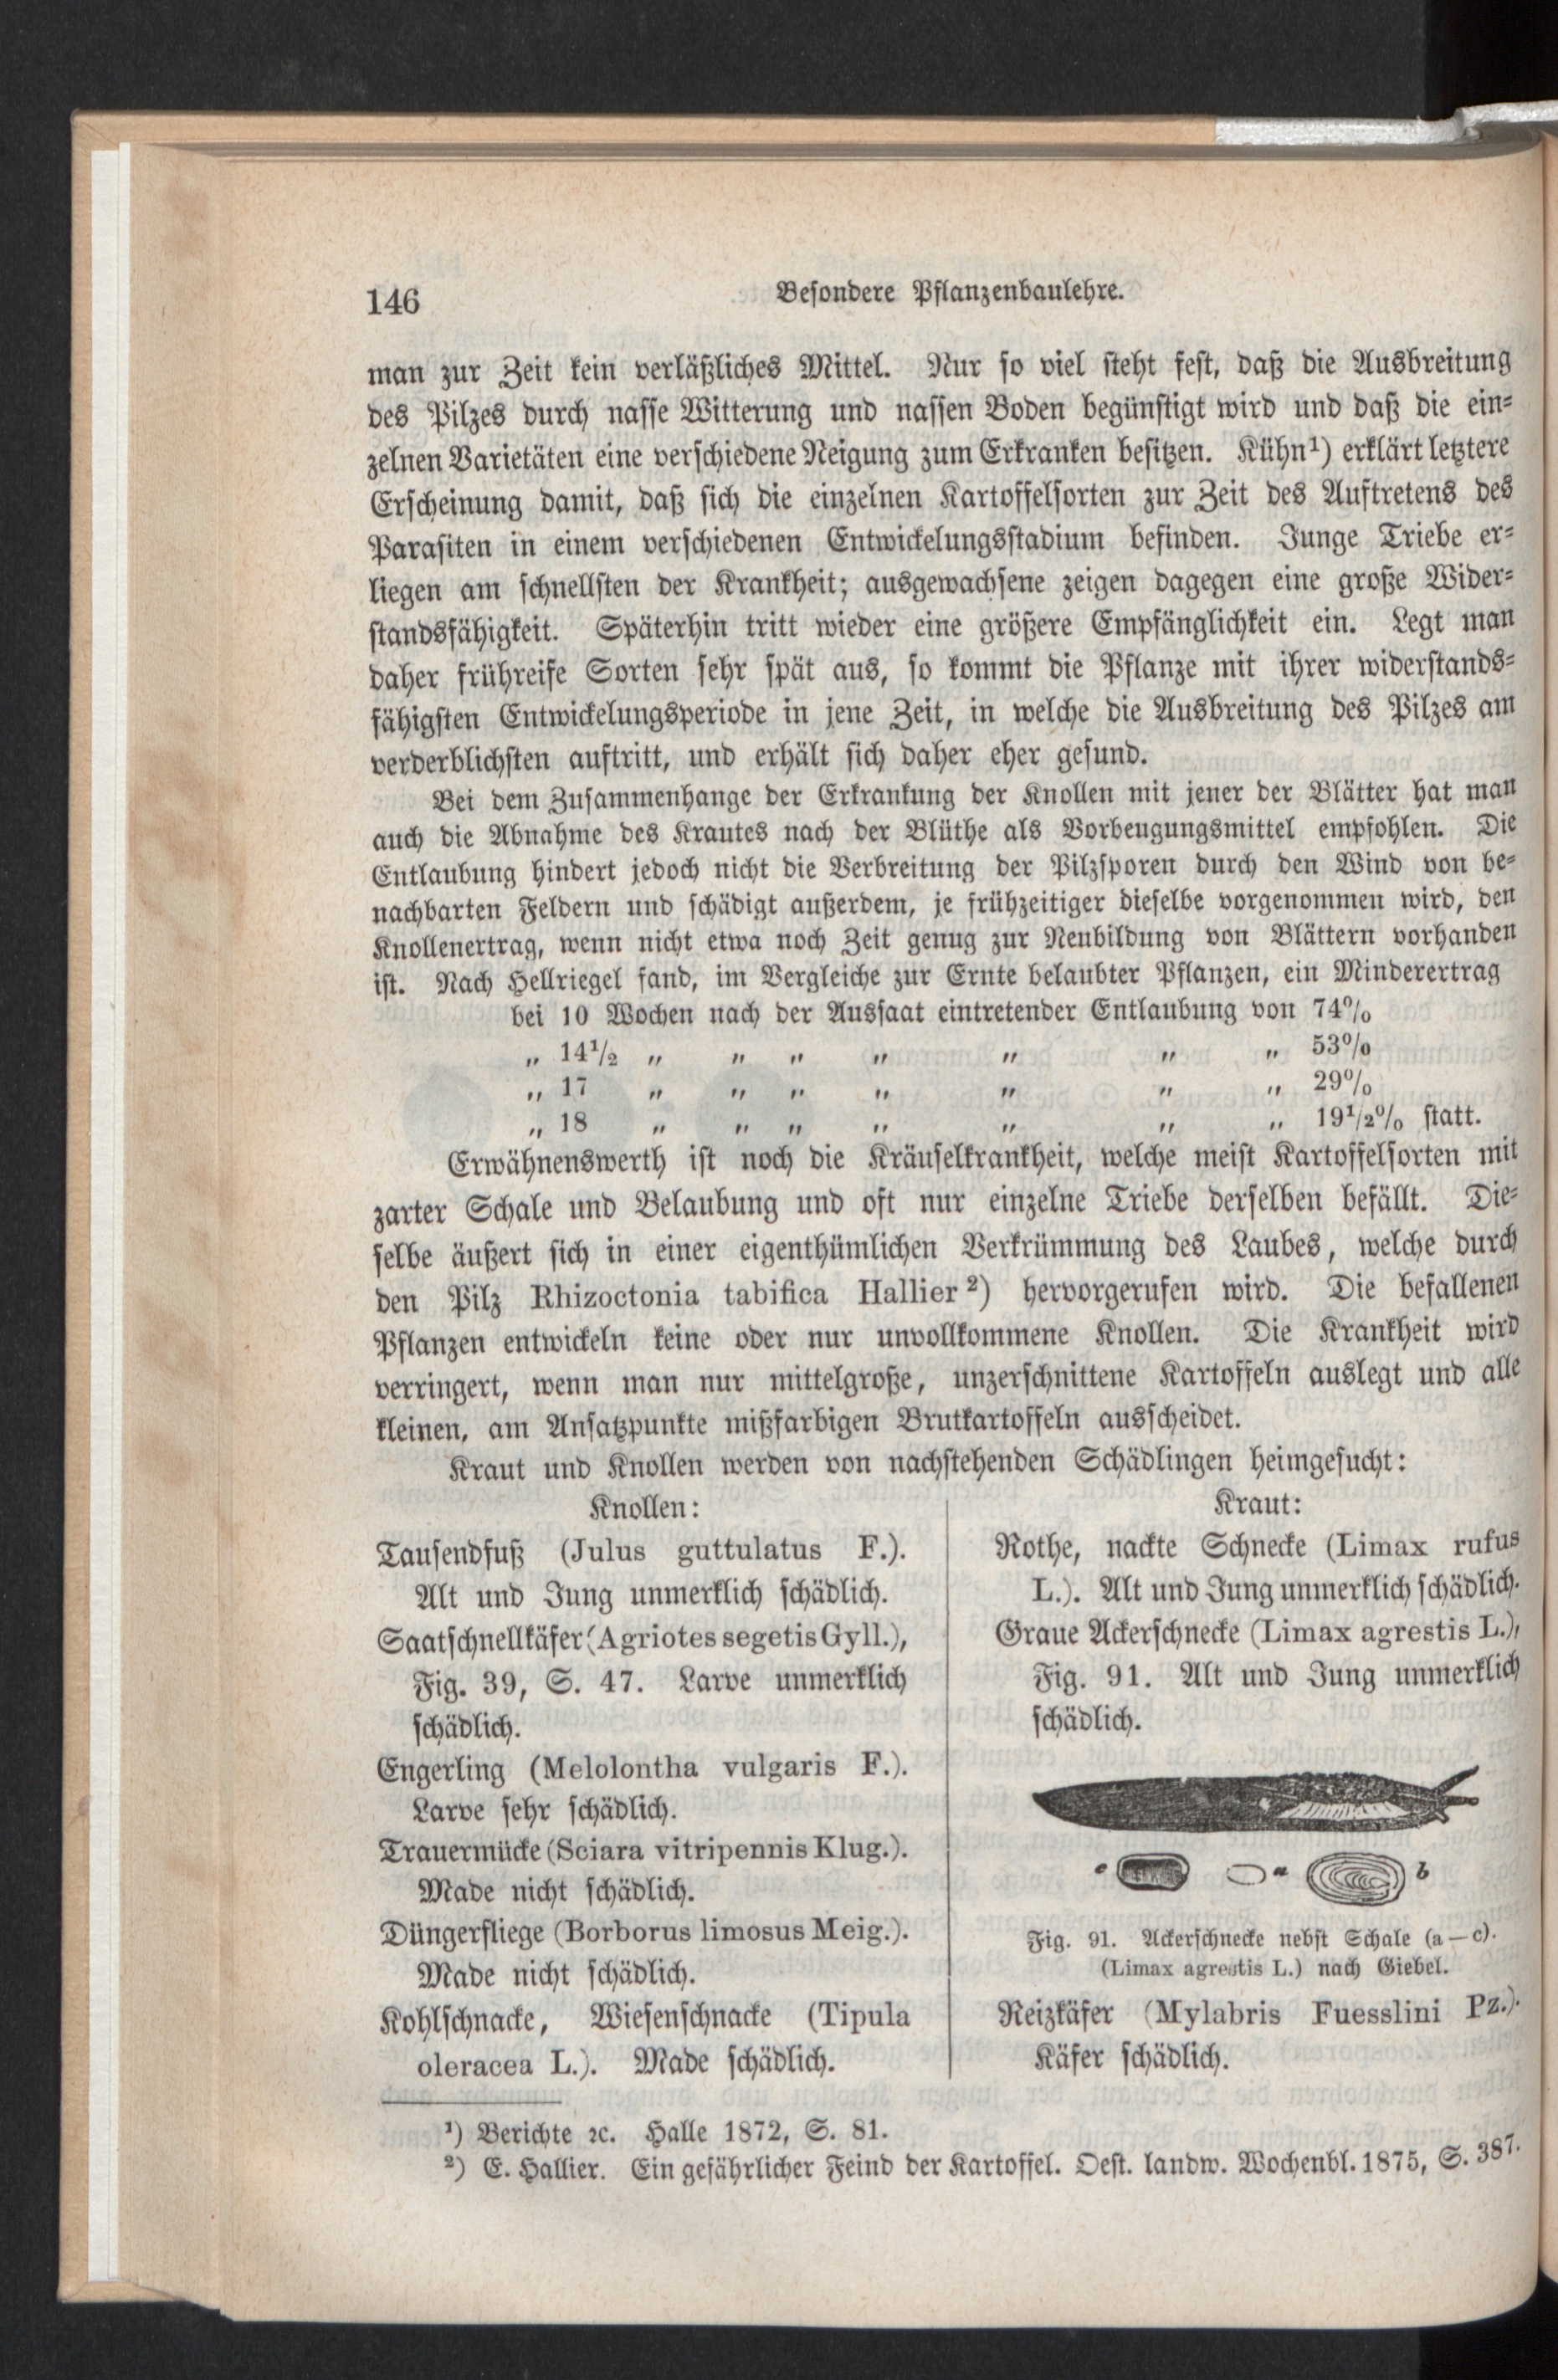 146
Besondere Pflanzenbaulehre.
man zur Zeit kein verläßliches Mittel. Nur so viel steht fest, daß die Ausbreitung
des Pilzes durch nasse Witterung und nassen Boden begünstigt wird und daß die ein-
zelnen Varietäten eine verschiedene Neigung zum Erkranken besitzen. Kühn¹) erklärt letztere
Erscheinung damit, daß sich die einzelnen Kartoffelsorten zur Zeit des Auftretens des
Parasiten in einem verschiedenen Entwickelungsstadium befinden. Junge Triebe er-
liegen am schnellsten der Krankheit; ausgewachsene zeigen dagegen eine große Wider-
standsfähigkeit. Späterhin tritt wieder eine größere Empfänglichkeit ein. Legt man
daher frühreife Sorten sehr spät aus, so kommt die Pflanze mit ihrer widerstands-
fähigsten Entwickelungsperiode in jene Zeit, in welche die Ausbreitung des Pilzes am
verderblichsten auftritt, und erhält sich daher eher gesund.
Bei dem Zusammenhange der Erkrankung der Knollen mit jener der Blätter hat man
auch die Abnahme des Krautes nach der Blüthe als Vorbeugungsmittel empfohlen. Die
Entlaubung hindert jedoch nicht die Verbreitung der Pilzsporen durch den Wind von be-
nachbarten Feldern und schädigt außerdem, je frühzeitiger dieselbe vorgenommen wird, den
Knollenertrag, wenn nicht etwa noch Zeit genug zur Neubildung von Blättern vorhanden
ist. Nach Hellriegel fand, im Vergleiche zur Ernte belaubter Pflanzen, ein Minderertrag
bei 10 Wochen nach der Aussaat eintretender Entlaubung von 74%
„ 14½ „ „ „ „ „ „ „ 53%
„ 17 „ „ „ „ „ „ „ 29%
„ 18 „ „ „ „ „ „ „ 19½% statt.
Erwähnenswerth ist noch die Kräuselkrankheit, welche meist Kartoffelsorten mit
zarter Schale und Belaubung und oft nur einzelne Triebe derselben befällt. Die-
selbe äußert sich in einer eigenthümlichen Verkrümmung des Laubes, welche durch
den Pilz Rhizoctonia tabifica Hallier²) hervorgerufen wird. Die befallenen
Pflanzen entwickeln keine oder nur unvollkommene Knollen. Die Krankheit wird
verringert, wenn man nur mittelgroße, unzerschnittene Kartoffeln auslegt und alle
kleinen, am Ansatzpunkte mißfarbigen Brutkartoffeln ausscheidet.
Kraut und Knollen werden von nachstehenden Schädlingen heimgesucht:
Knollen:
Tausendfuß (Julus guttulatus F.).
Alt und Jung unmerklich schädlich.
Saatschnellkäfer (Agriotes segetis Gyll.),
Fig. 39, S. 47. Larve unmerklich
schädlich.
Engerling (Melolontha vulgaris F.).
Larve sehr schädlich.
Trauermücke (Sciara vitripennis Klug.).
Made nicht schädlich.
Düngerfliege (Borborus limosus Meig.).
Made nicht schädlich.
Kohlschnacke, Wiesenschnacke (Tipula
oleracea L.). Made schädlich.
Kraut:
Rothe, nackte Schnecke (Limax rufus
L.). Alt und Jung unmerklich schädlich.
Graue Ackerschnecke (Limax agrestis L.),
Fig. 91. Alt und Jung unmerklich
schädlich.
c a b
Fig. 91. Ackerschnecke nebst Schale (a—c).
(Limax agrestis L.) nach Giebel.
Reizkäfer (Mylabris Fuesslini Pz.).
Käfer schädlich.
¹) Berichte ꝛc. Halle 1872, S. 81.
²) E. Hallier. Ein gefährlicher Feind der Kartoffel. Oest. landw. Wochenbl. 1875, S. 387.